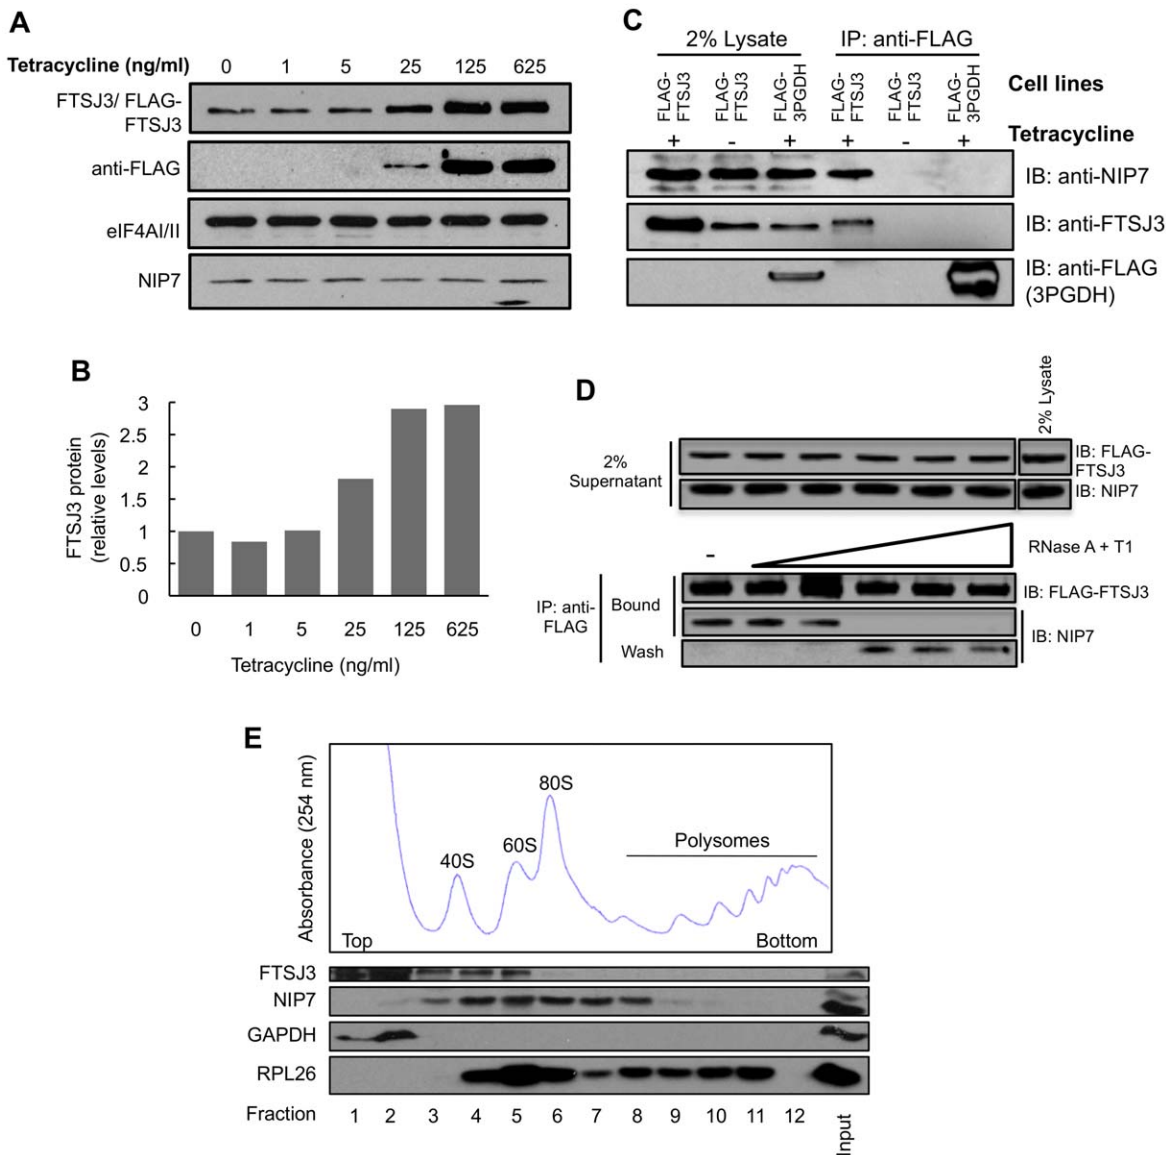 A
Tetracycline (ng/ml) 0 1 5 25 125 625
FTSJ3/ FLAG-
FTSJ3
anti-FLAG
eIF4AI/II
NIP7
B
FTSJ3 protein
(relative levels)
3
2.5
2
1.5
1
0.5
0
0 1 5 25 125 625
Tetracycline (ng/ml)
C
2% Lysate IP: anti-FLAG
FLAG-
FTSJ3
FLAG-
FTSJ3
FLAG-
3PGDH
FLAG-
FTSJ3
FLAG-
FTSJ3
FLAG-
3PGDH
Cell lines
+ - + + - + Tetracycline
IB: anti-NIP7
IB: anti-FTSJ3
IB: anti-FLAG
(3PGDH)
D
2% Lysate
2%
Supernatant
IB: FLAG-
FTSJ3
IB: NIP7
- RNase A + T1
IP: anti-
FLAG
Bound
Wash
IB: FLAG-FTSJ3
IB: NIP7
E
Absorbance (254 nm)
40S
60S
80S
Polysomes
Top Bottom
FTSJ3
NIP7
GAPDH
RPL26
Fraction 1 2 3 4 5 6 7 8 9 10 11 12 Input